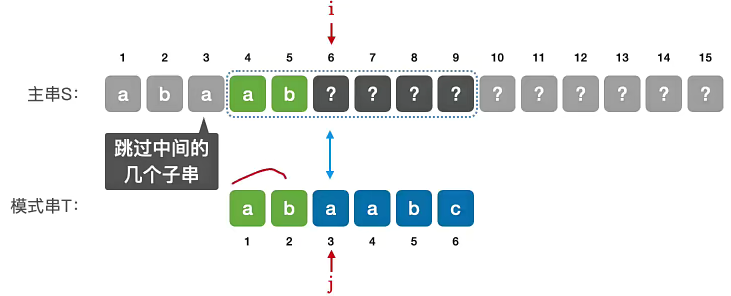 i
1 2 3 4 5 6 7 8 9 10 11 12 13 14 15
主串S: a b a a b ? ? ? ? ? ? ? ? ? ?
跳过中间的
几个子串
模式串T: a b a a b c
1 2 3 4 5 6
j